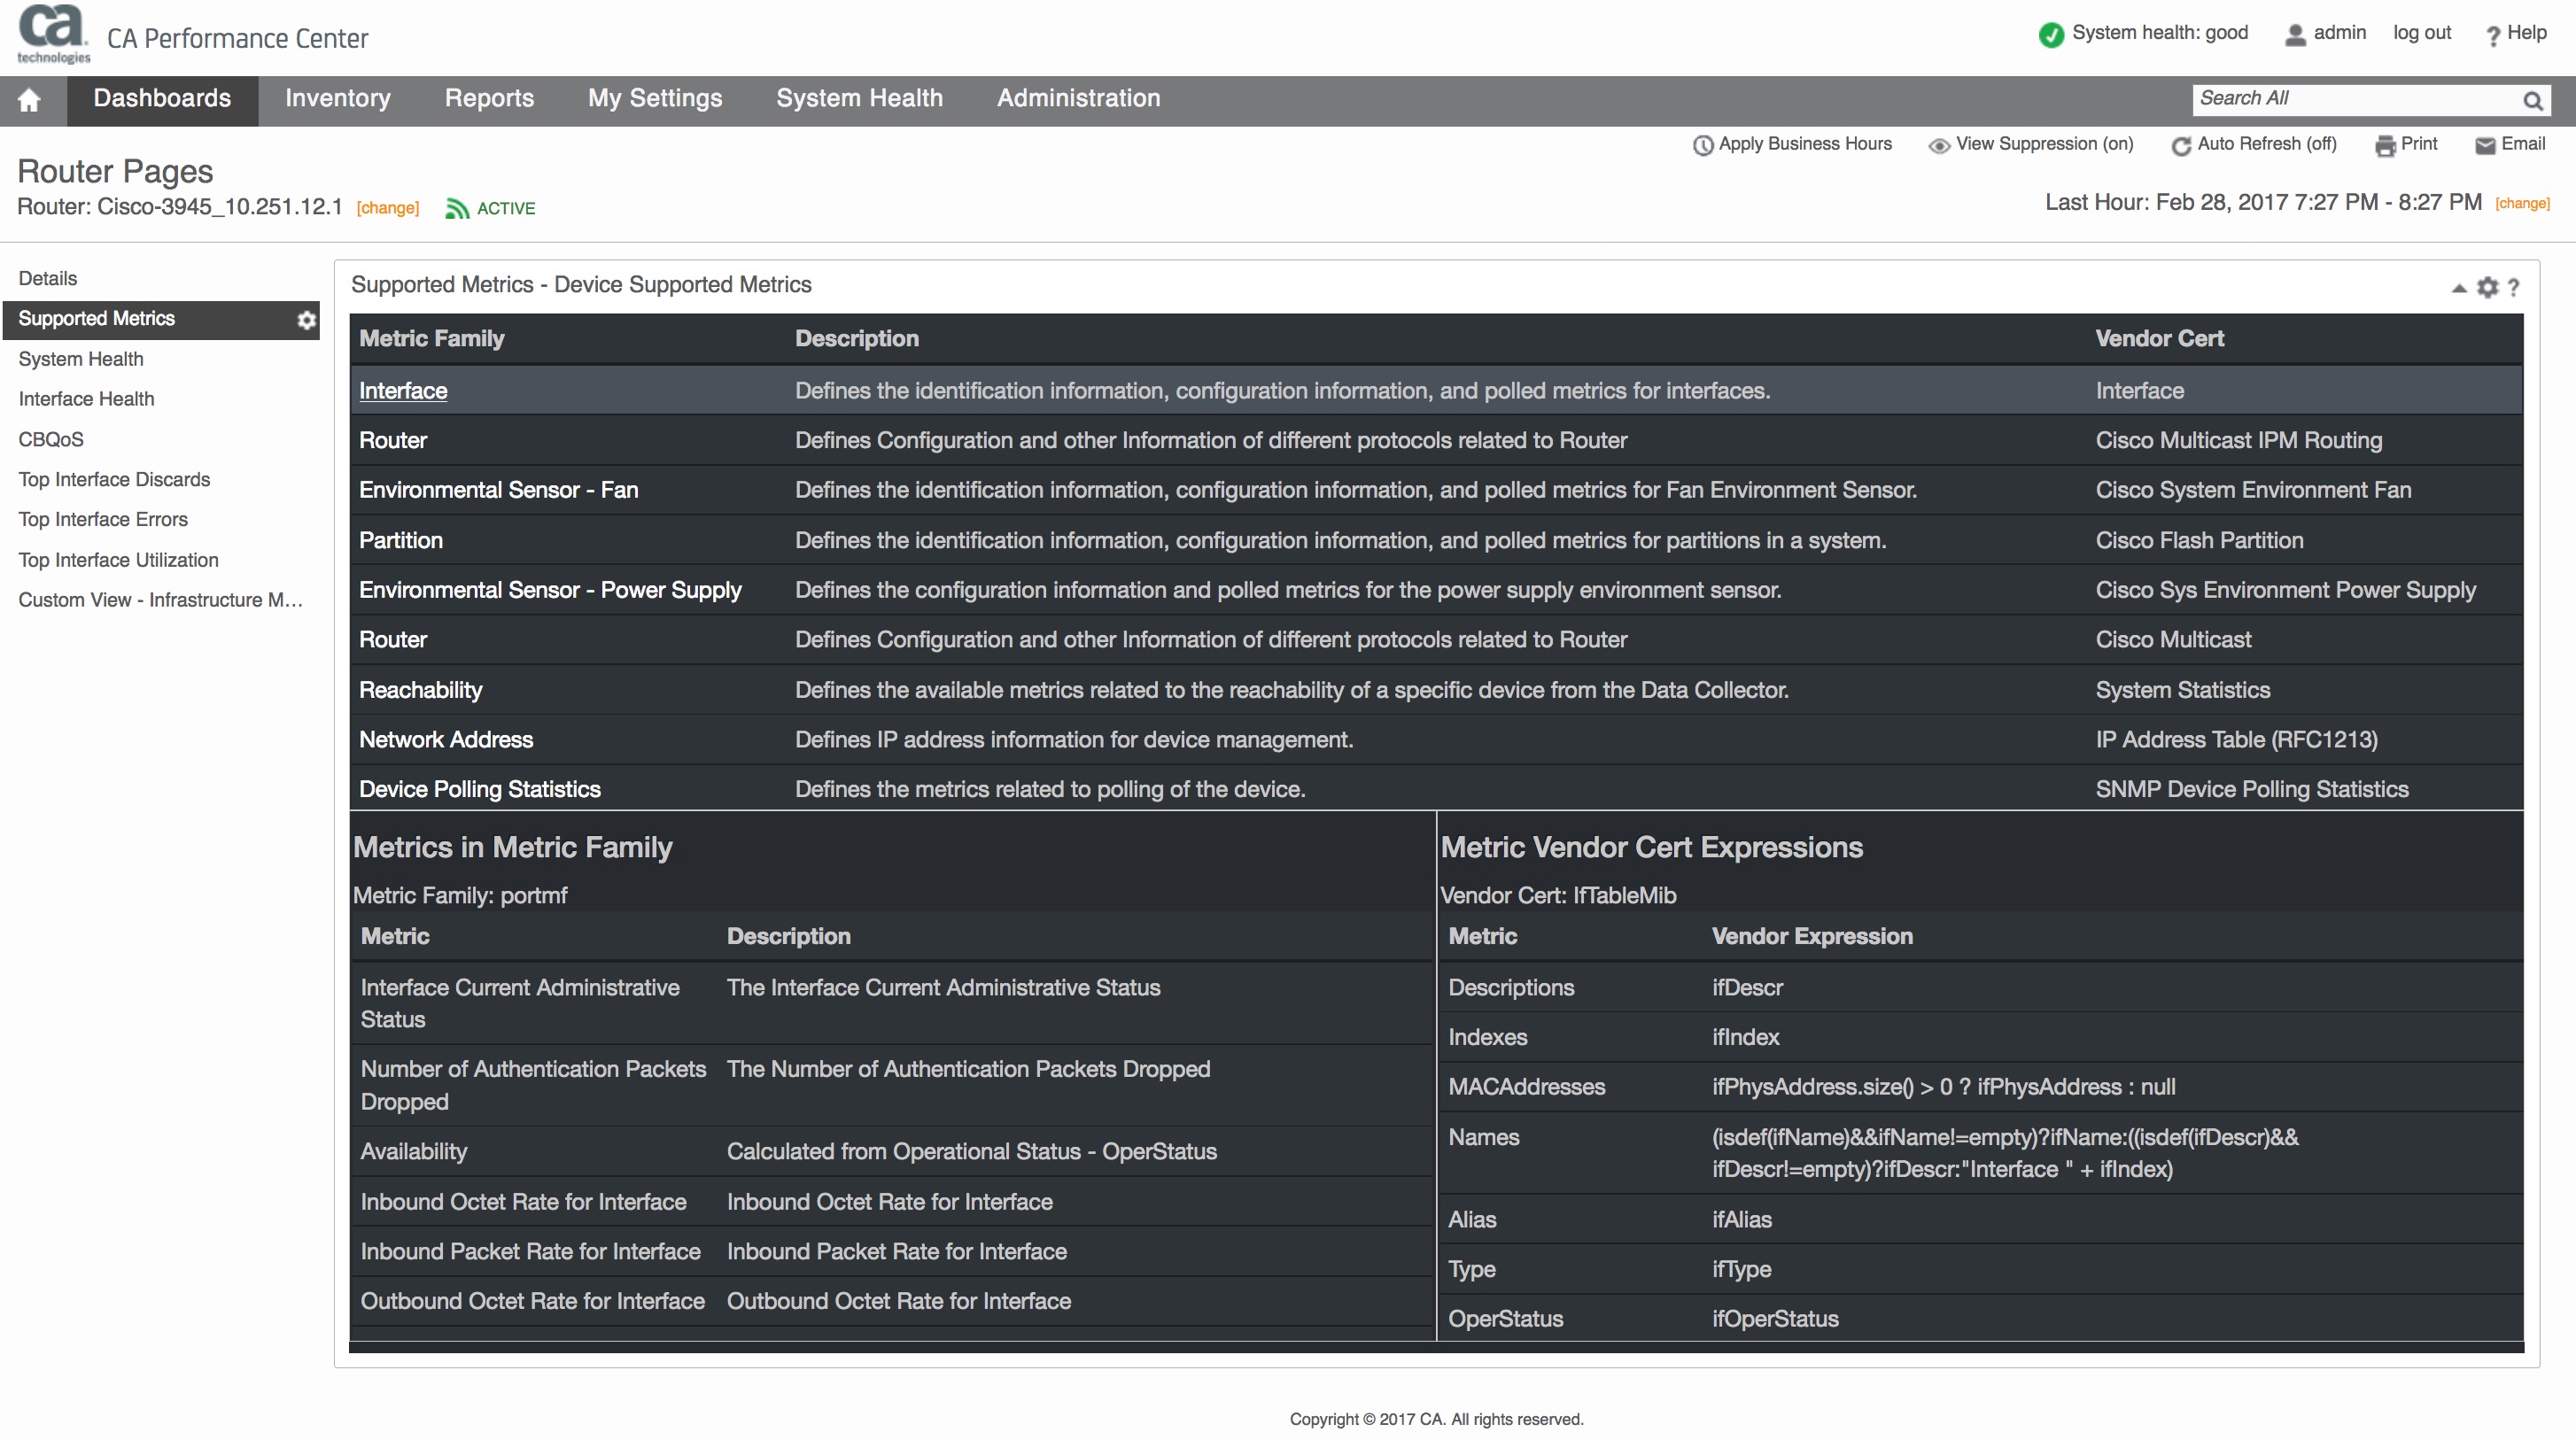 ca
technologies
CA Performance Center
System health: good
admin
log out
? Help
Dashboards
Inventory
Reports
My Settings
System Health
Administration
Search All
Apply Business Hours
View Suppression (on)
Auto Refresh (off)
Print
Email
Router Pages
Router: Cisco-3945_10.251.12.1 [change] ACTIVE
Last Hour: Feb 28, 2017 7:27 PM - 8:27 PM [change]
Details
Supported Metrics
System Health
Interface Health
CBQoS
Top Interface Discards
Top Interface Errors
Top Interface Utilization
Custom View - Infrastructure M...
Supported Metrics - Device Supported Metrics
?
Metric Family Description Vendor Cert
Interface Defines the identification information, configuration information, and polled metrics for interfaces. Interface
Router Defines Configuration and other Information of different protocols related to Router Cisco Multicast IPM Routing
Environmental Sensor - Fan Defines the identification information, configuration information, and polled metrics for Fan Environment Sensor. Cisco System Environment Fan
Partition Defines the identification information, configuration information, and polled metrics for partitions in a system. Cisco Flash Partition
Environmental Sensor - Power Supply Defines the configuration information and polled metrics for the power supply environment sensor. Cisco Sys Environment Power Supply
Router Defines Configuration and other Information of different protocols related to Router Cisco Multicast
Reachability Defines the available metrics related to the reachability of a specific device from the Data Collector. System Statistics
Network Address Defines IP address information for device management. IP Address Table (RFC1213)
Device Polling Statistics Defines the metrics related to polling of the device. SNMP Device Polling Statistics
Metrics in Metric Family
Metric Family: portmf
Metric Description
Interface Current Administrative The Interface Current Administrative Status
Status
Number of Authentication Packets The Number of Authentication Packets Dropped
Dropped
Availability Calculated from Operational Status - OperStatus
Inbound Octet Rate for Interface Inbound Octet Rate for Interface
Inbound Packet Rate for Interface Inbound Packet Rate for Interface
Outbound Octet Rate for Interface Outbound Octet Rate for Interface
Metric Vendor Cert Expressions
Vendor Cert: IfTableMib
Metric Vendor Expression
Descriptions ifDescr
Indexes ifIndex
MACAddresses ifPhysAddress.size() > 0 ? ifPhysAddress : null
Names (isdef(ifName)&&ifName!=empty)?ifName:((isdef(ifDescr)&&
ifDescr!=empty)?ifDescr:"Interface " + ifIndex)
Alias ifAlias
Type ifType
OperStatus ifOperStatus
Copyright © 2017 CA. All rights reserved.